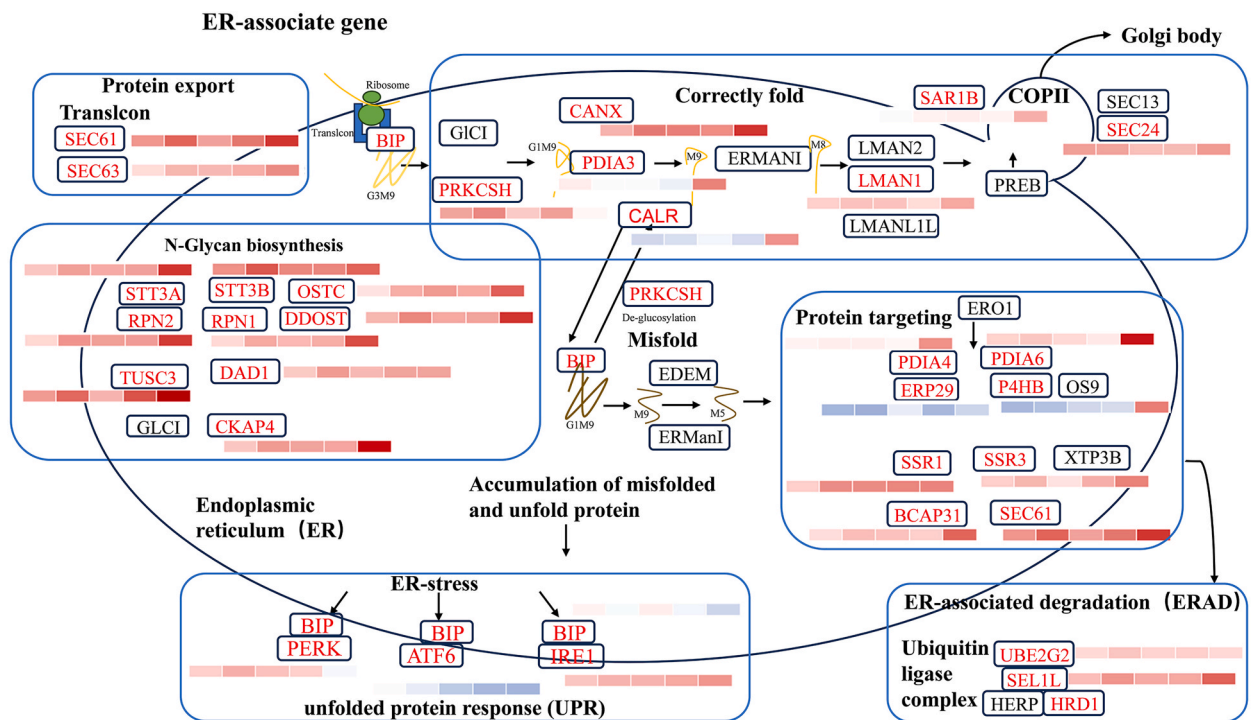 ER-associate gene
Golgi body
Protein export
Translcon
SEC61
SEC63
Ribosome
Translcon
BIP
G3M9
Correctly fold
GlCI
PRKCSH
CANX
G1M9
PDIA3
M9
CALR
ERMANI
M8
LMAN2
LMAN1
LMANL1L
SAR1B
COPII
PREB
SEC13
SEC24
N-Glycan biosynthesis
STT3A
STT3B
OSTC
RPN2
RPN1
DDOST
TUSC3
DAD1
GLCI
CKAP4
PRKCSH
De-glucosylation
Misfold
BIP
G1M9
EDEM
M9
M5
ERManI
Protein targeting
ERO1
PDIA4
PDIA6
ERP29
P4HB
OS9
SSR1
SSR3
XTP3B
BCAP31
SEC61
Endoplasmic
reticulum（ER）
Accumulation of misfolded
and unfold protein
ER-stress
BIP
PERK
BIP
ATF6
BIP
IRE1
unfolded protein response (UPR)
ER-associated degradation（ERAD）
Ubiquitin
ligase
complex
UBE2G2
SEL1L
HERP
HRD1